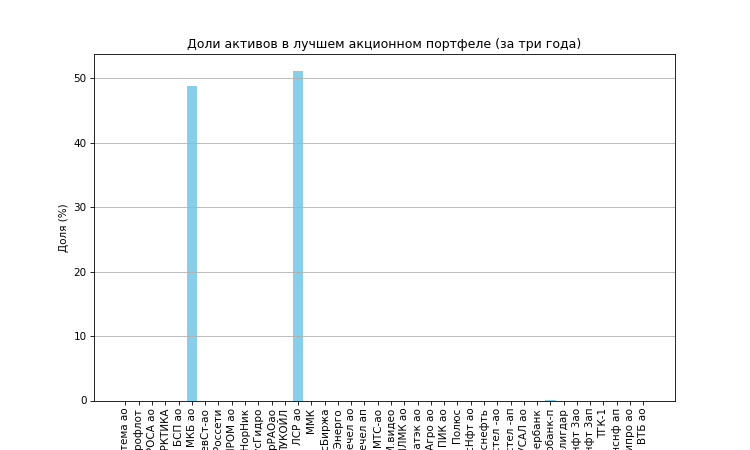 Доли активов в лучшем акционном портфеле (за три года)
Доля (%)
50
40
30
20
10
0
тема ао
рофлот
РОСА ао
РКТИКА
БСП ао
МКБ ао
евСт-ао
Россети
ПРОМ ао
НорНик
сГидро
рРАОао
ЛУКОЙЛ
ЛСР ао
ММК
сБиржа
Энерго
ечел ао
ечел ап
МТС-ао
М.видео
ЛМК ао
атэк ао
Агро ао
ПИК ао
Полюс
сНфт ао
снефть
стел -ао
стел -ап
УСАЛ ао
ербанк
рбанк-п
лигдар
нфт 3ао
нфт 3ап
ТГК-1
нснф ап
ипро ао
ВТБ ао